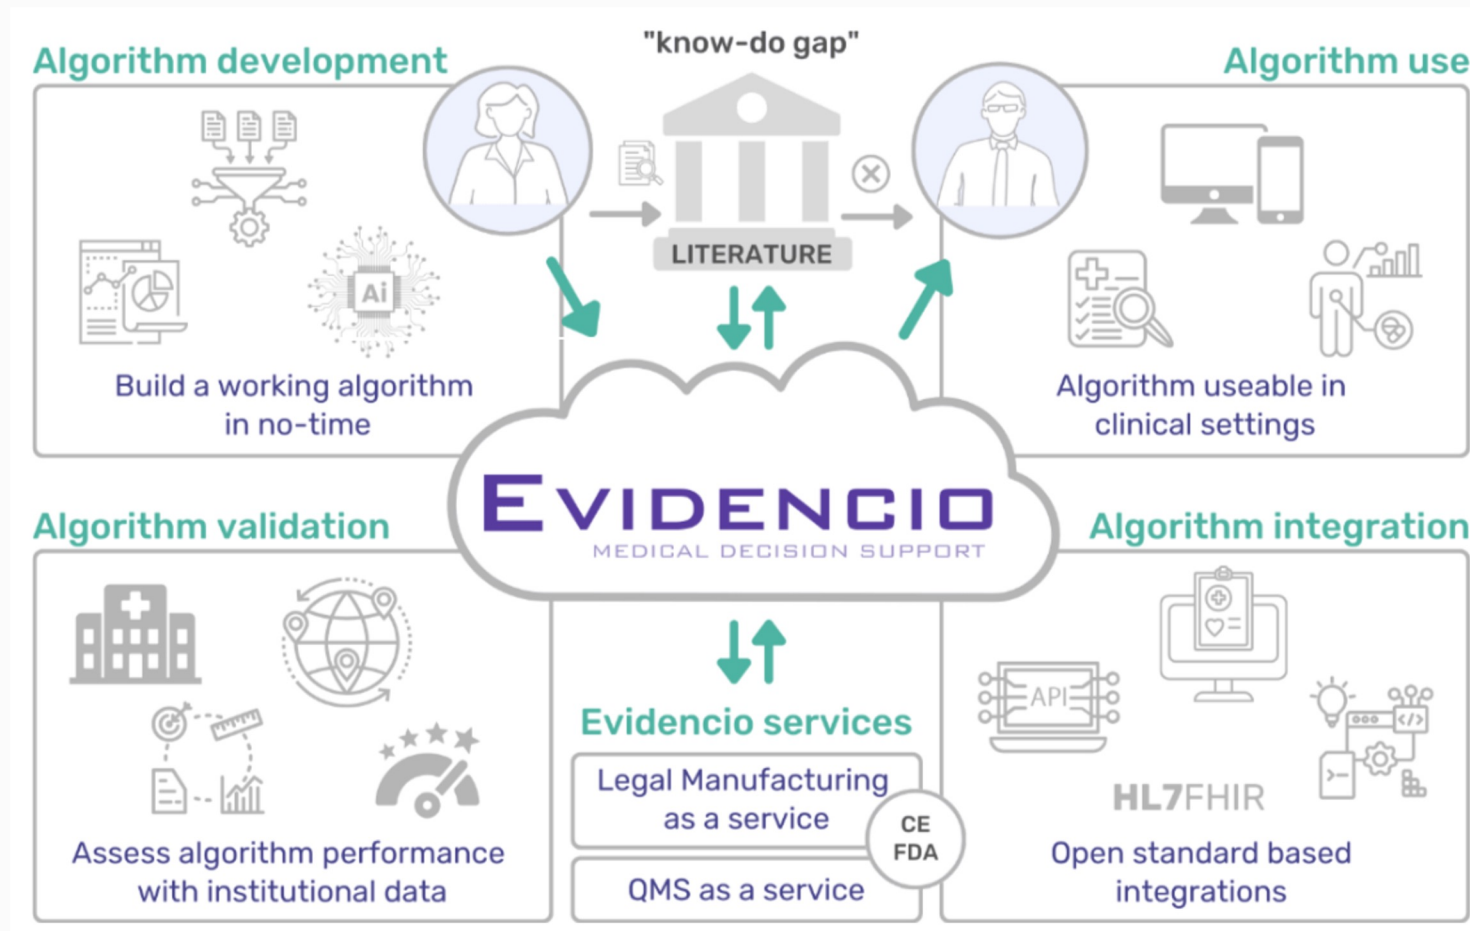 "know-do gap"
Algorithm development
Algorithm use
LITERATURE
Ai
Build a working algorithm
in no-time
Algorithm useable in
clinical settings
EVIDENCIO
MEDICAL DECISION SUPPORT
Algorithm validation
Algorithm integration
API
</>
>-
HL7FHIR
Assess algorithm performance
with institutional data
Evidencio services
Legal Manufacturing
as a service
QMS as a service
CE
FDA
Open standard based
integrations